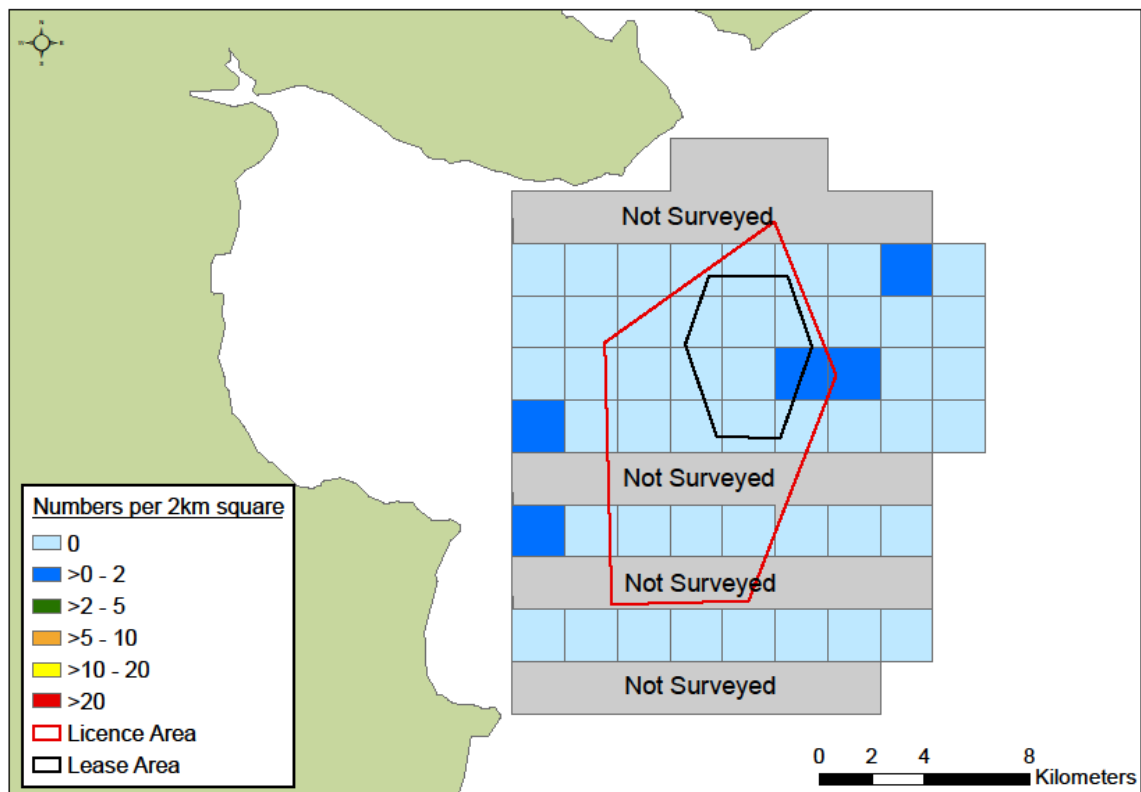 N
S
Not Surveyed
Not Surveyed
Not Surveyed
Not Surveyed
Numbers per 2km square
0
>0 - 2
>2 - 5
>5 - 10
>10 - 20
>20
Licence Area
Lease Area
0 2 4 8
Kilometers